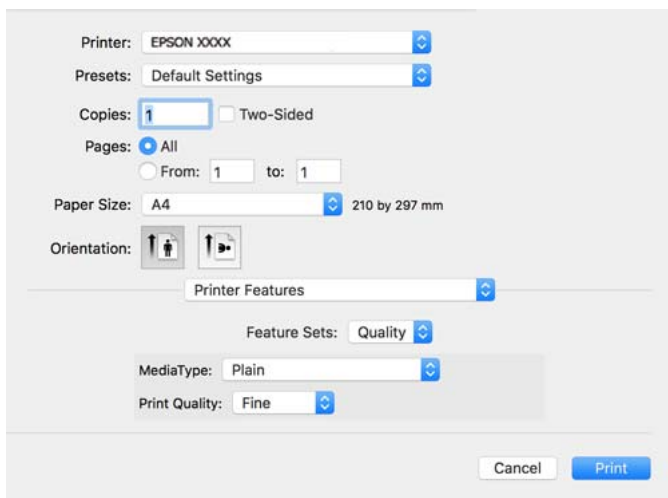 Printer: EPSON XXXX
Presets: Default Settings
Copies: 1 Two-Sided
Pages: All
From: 1 to: 1
Paper Size: A4 210 by 297 mm
Orientation:
Printer Features
Feature Sets: Quality
MediaType: Plain
Print Quality: Fine
Cancel Print